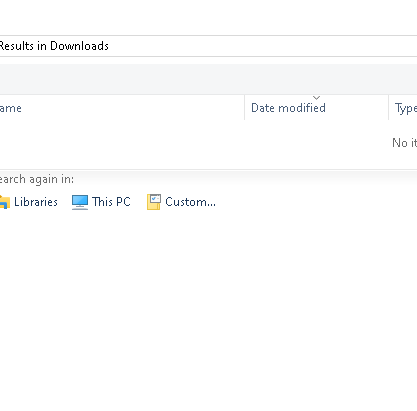 Results in Downloads
ame
Date modified
Type
No it
earch again in:
Libraries
This PC
Custom...